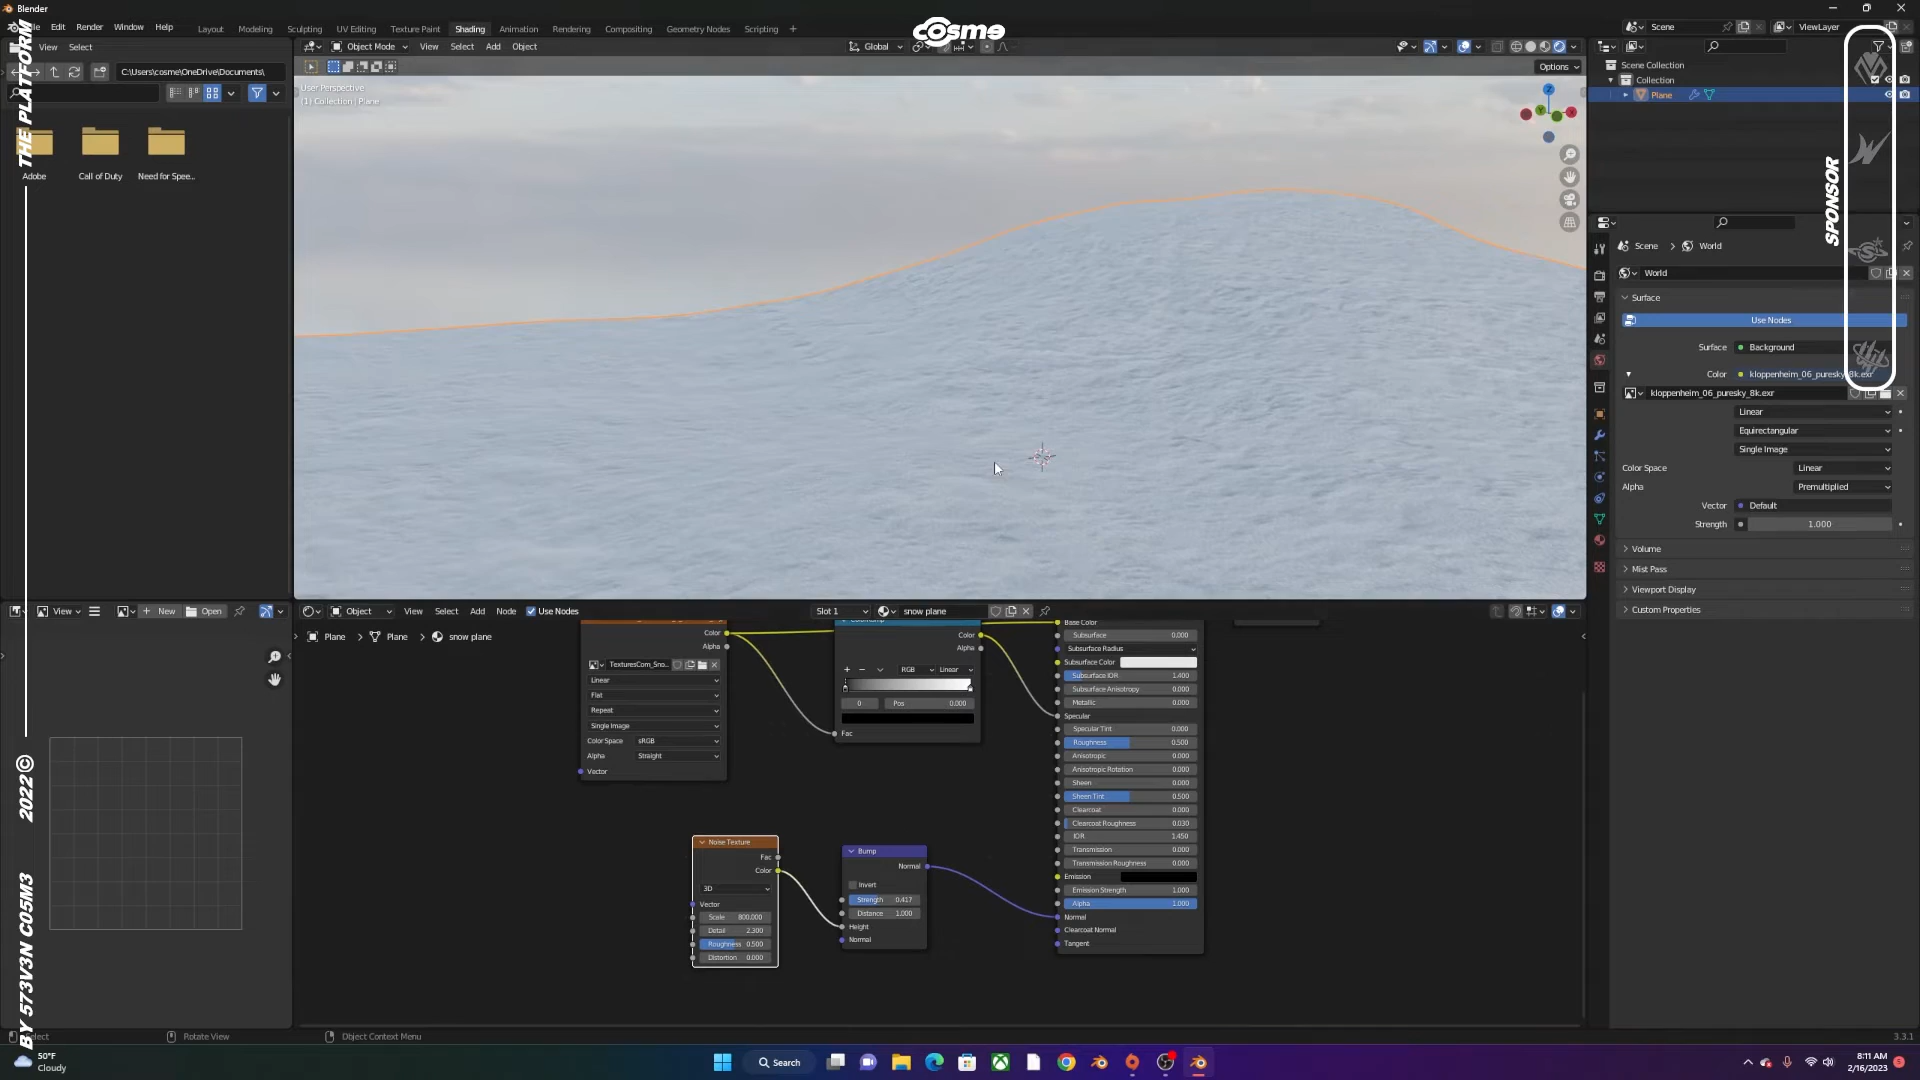 Blender
Edit Render Window Help
Layout Modeling Sculpting UV Editing Texture Paint Shading Animation Rendering Compositing Geometry Nodes Scripting +
cosme
Scene
ViewLayer
View Select
Object Mode View Select Add Object
Global
C:\Users\cosme\OneDrive\Documents\
Options
User Perspective
(1) Collection | Plane
Scene Collection
Collection
Plane
THE PLATFORM
SPONSOR
Adobe
Call of Duty
Need for Spee...
Z
Y
X
Scene > World
World
Surface
Use Nodes
Surface Background
Color kloppenheim_06_puresky_8k.exr
kloppenheim_06_puresky_8k.exr
Linear
Equirectangular
Single Image
Color Space Linear
Alpha Premultiplied
Vector Default
Strength 1.000
Volume
Mist Pass
Viewport Display
Custom Properties
View
New
Open
Object View Select Add Node Use Nodes
Slot 1
snow plane
Plane > Plane > snow plane
Color
Alpha
TexturesCom_Sno...
Linear
Flat
Repeat
Single Image
Color Space sRGB
Alpha Straight
Vector
Color
Alpha
RGB Linear
0 Pos 0.000
Fac
Base Color
Subsurface 0.000
Subsurface Radius
Subsurface Color
Subsurface IOR 1.400
Subsurface Anisotropy 0.000
Metallic 0.000
Specular
Specular Tint 0.000
Roughness 0.500
Anisotropic 0.000
Anisotropic Rotation 0.000
Sheen 0.000
Sheen Tint 0.500
Clearcoat 0.000
Clearcoat Roughness 0.030
IOR 1.450
Transmission 0.000
Transmission Roughness 0.000
Emission
Emission Strength 1.000
Alpha 1.000
Normal
Clearcoat Normal
Tangent
Noise Texture
Fac
Color
3D
Vector
Scale 800.000
Detail 2.300
Roughness 0.500
Distortion 0.000
Bump
Normal
Invert
Strength 0.417
Distance 1.000
Height
Normal
2022©
BY 573V3N C05M3
Select
Rotate View
Object Context Menu
3.3.1
50°F
Cloudy
Search
8:11 AM
2/16/2023
5